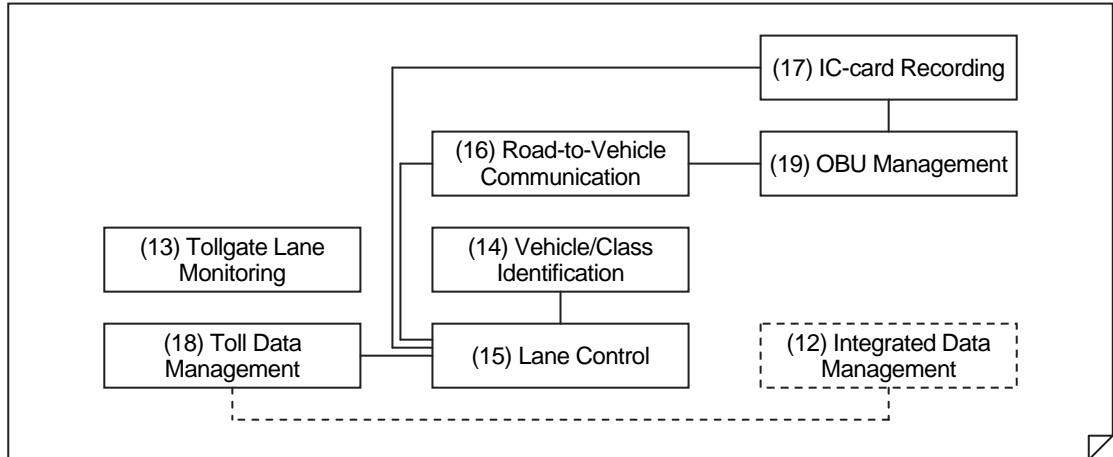 (17) IC-card Recording
(16) Road-to-Vehicle
Communication
(19) OBU Management
(13) Tollgate Lane
Monitoring
(14) Vehicle/Class
Identification
(18) Toll Data
Management
(15) Lane Control
(12) Integrated Data
Management